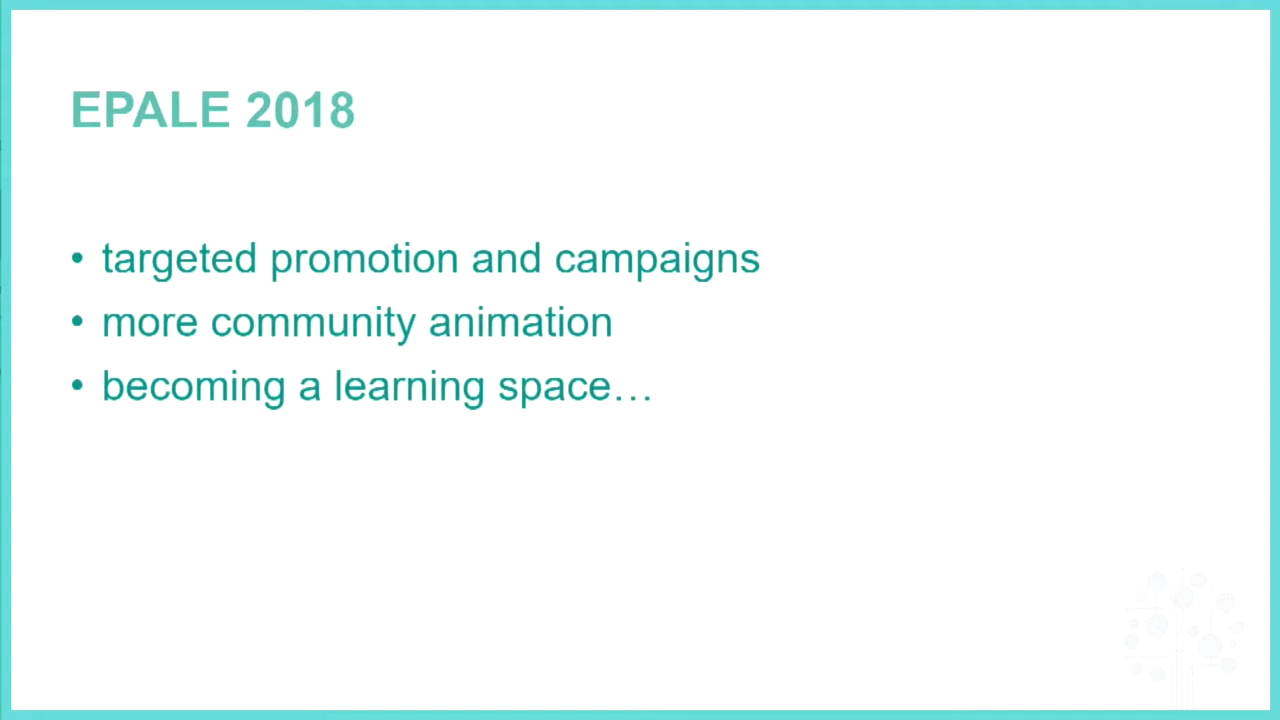 EPALE 2018
• targeted promotion and campaigns
• more community animation
• becoming a learning space…